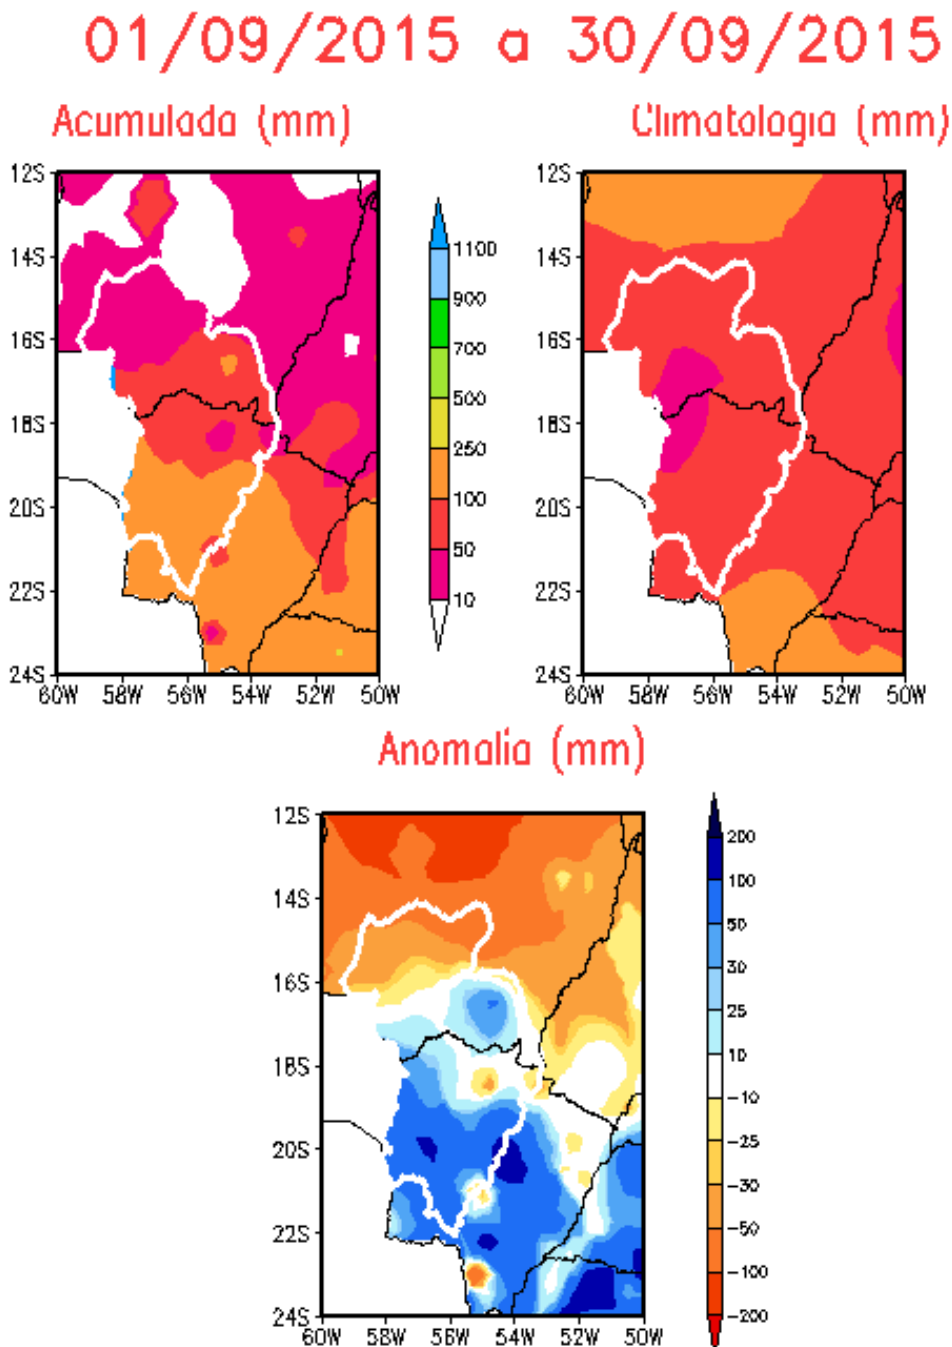 01/09/2015 a 30/09/2015
Acumulada (mm)
Climatologia (mm)
12S
14S
16S
18S
20S
22S
24S
60W 58W 56W 54W 52W 50W
1100
900
700
500
250
100
50
10
12S
14S
16S
18S
20S
22S
24S
60W 58W 56W 54W 52W 50W
Anomalia (mm)
12S
14S
16S
18S
20S
22S
24S
60W 58W 56W 54W 52W 50W
200
100
50
30
25
10
-10
-25
-30
-50
-100
-200